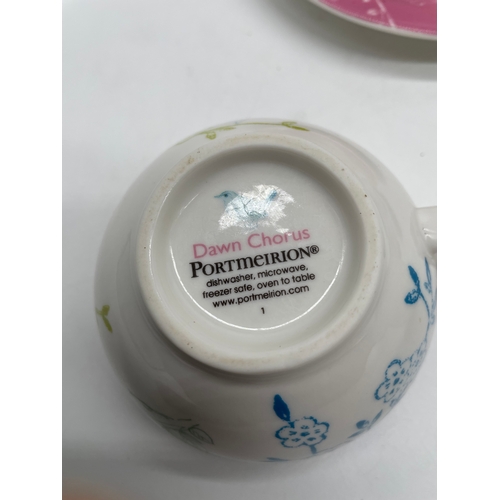 Dawn Chorus
PORTMEIRION®
dishwasher, microwave,
freezer safe, oven to table
www.portmeirion.com
1